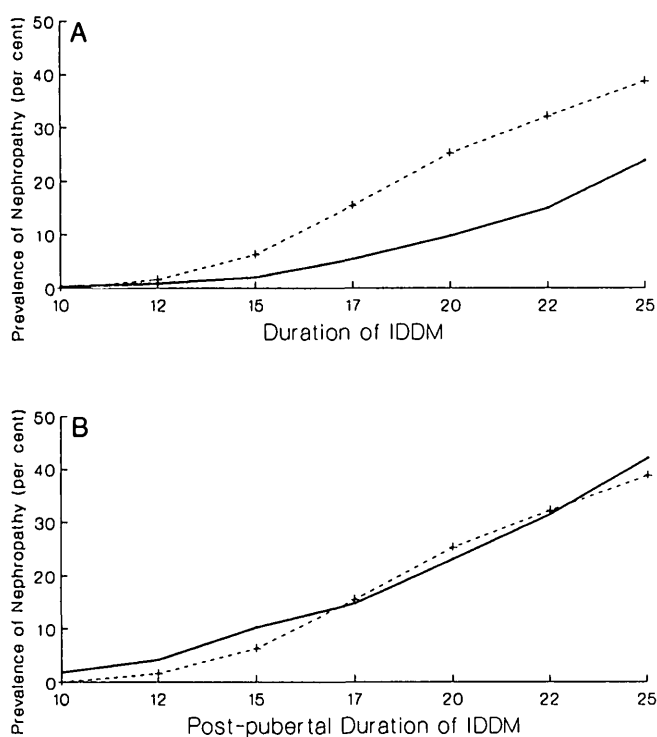 A
Prevalence of Nephropathy (per cent)
50
40
30
20
10
0
10 12 15 17 20 22 25
Duration of IDDM
B
Prevalence of Nephropathy (per cent)
50
40
30
20
10
0
10 12 15 17 20 22 25
Post-pubertal Duration of IDDM